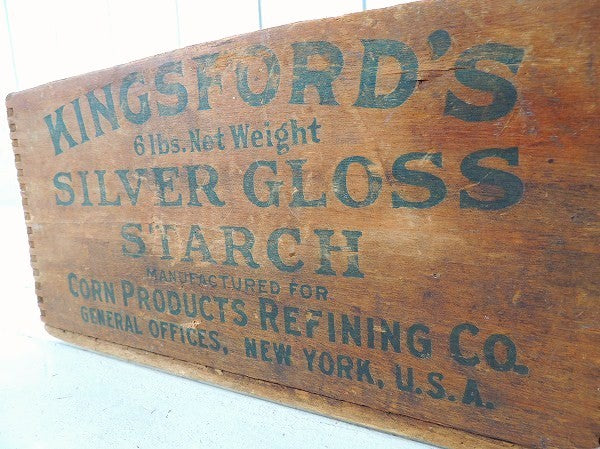 KINGSFORD'S
6 lbs. Net Weight
SILVER GLOSS
STARCH
MANUFACTURED FOR
CORN PRODUCTS REFINING CO.
GENERAL OFFICES, NEW YORK, U.S.A.